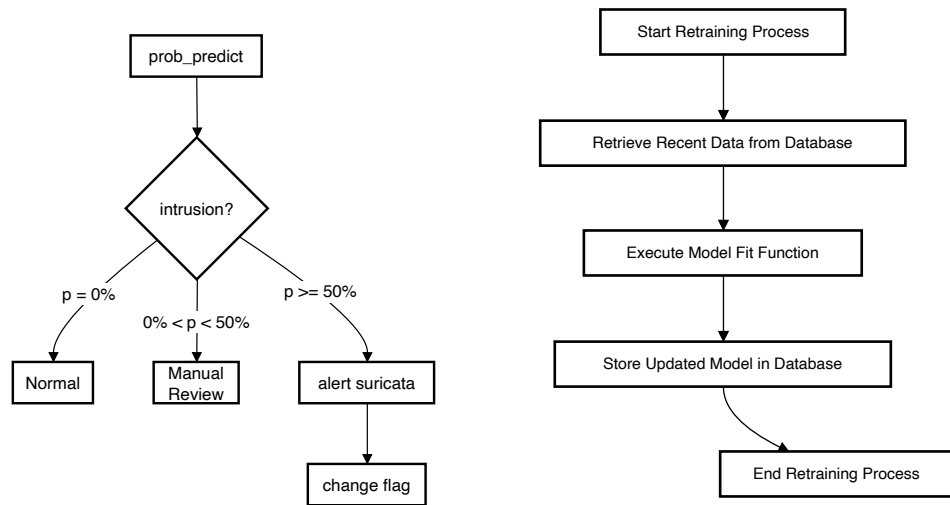 prob_predict
intrusion?
p = 0%
0% < p < 50%
p >= 50%
Normal
Manual
Review
alert suricata
change flag
Start Retraining Process
Retrieve Recent Data from Database
Execute Model Fit Function
Store Updated Model in Database
End Retraining Process